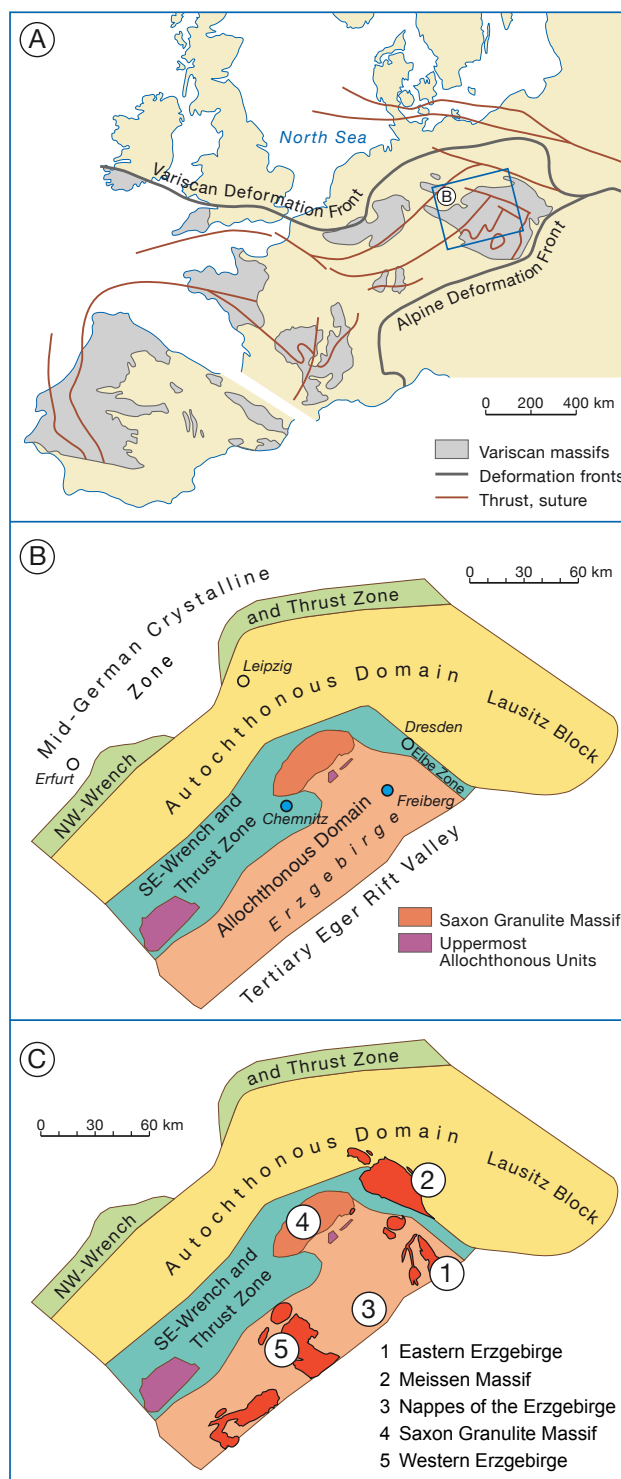 A
North Sea
Variscan Deformation Front
B
Alpine Deformation Front
0 200 400 km
Variscan massifs
Deformation fronts
Thrust, suture
B
0 30 60 km
Mid-German Crystalline
Zone
and Thrust Zone
Leipzig
Autochthonous Domain
Lausitz Block
Erfurt
NW-Wrench
Dresden
Elbe Zone
SE-Wrench and
Thrust Zone
Chemnitz
Freiberg
Allochthonous Domain
Erzgebirge
Tertiary Eger Rift Valley
Saxon Granulite Massif
Uppermost
Allochthonous Units
C
and Thrust Zone
0 30 60 km
Autochthonous Domain
Lausitz Block
NW-Wrench
2
4
SE-Wrench and
Thrust Zone
1
3
5
1 Eastern Erzgebirge
2 Meissen Massif
3 Nappes of the Erzgebirge
4 Saxon Granulite Massif
5 Western Erzgebirge